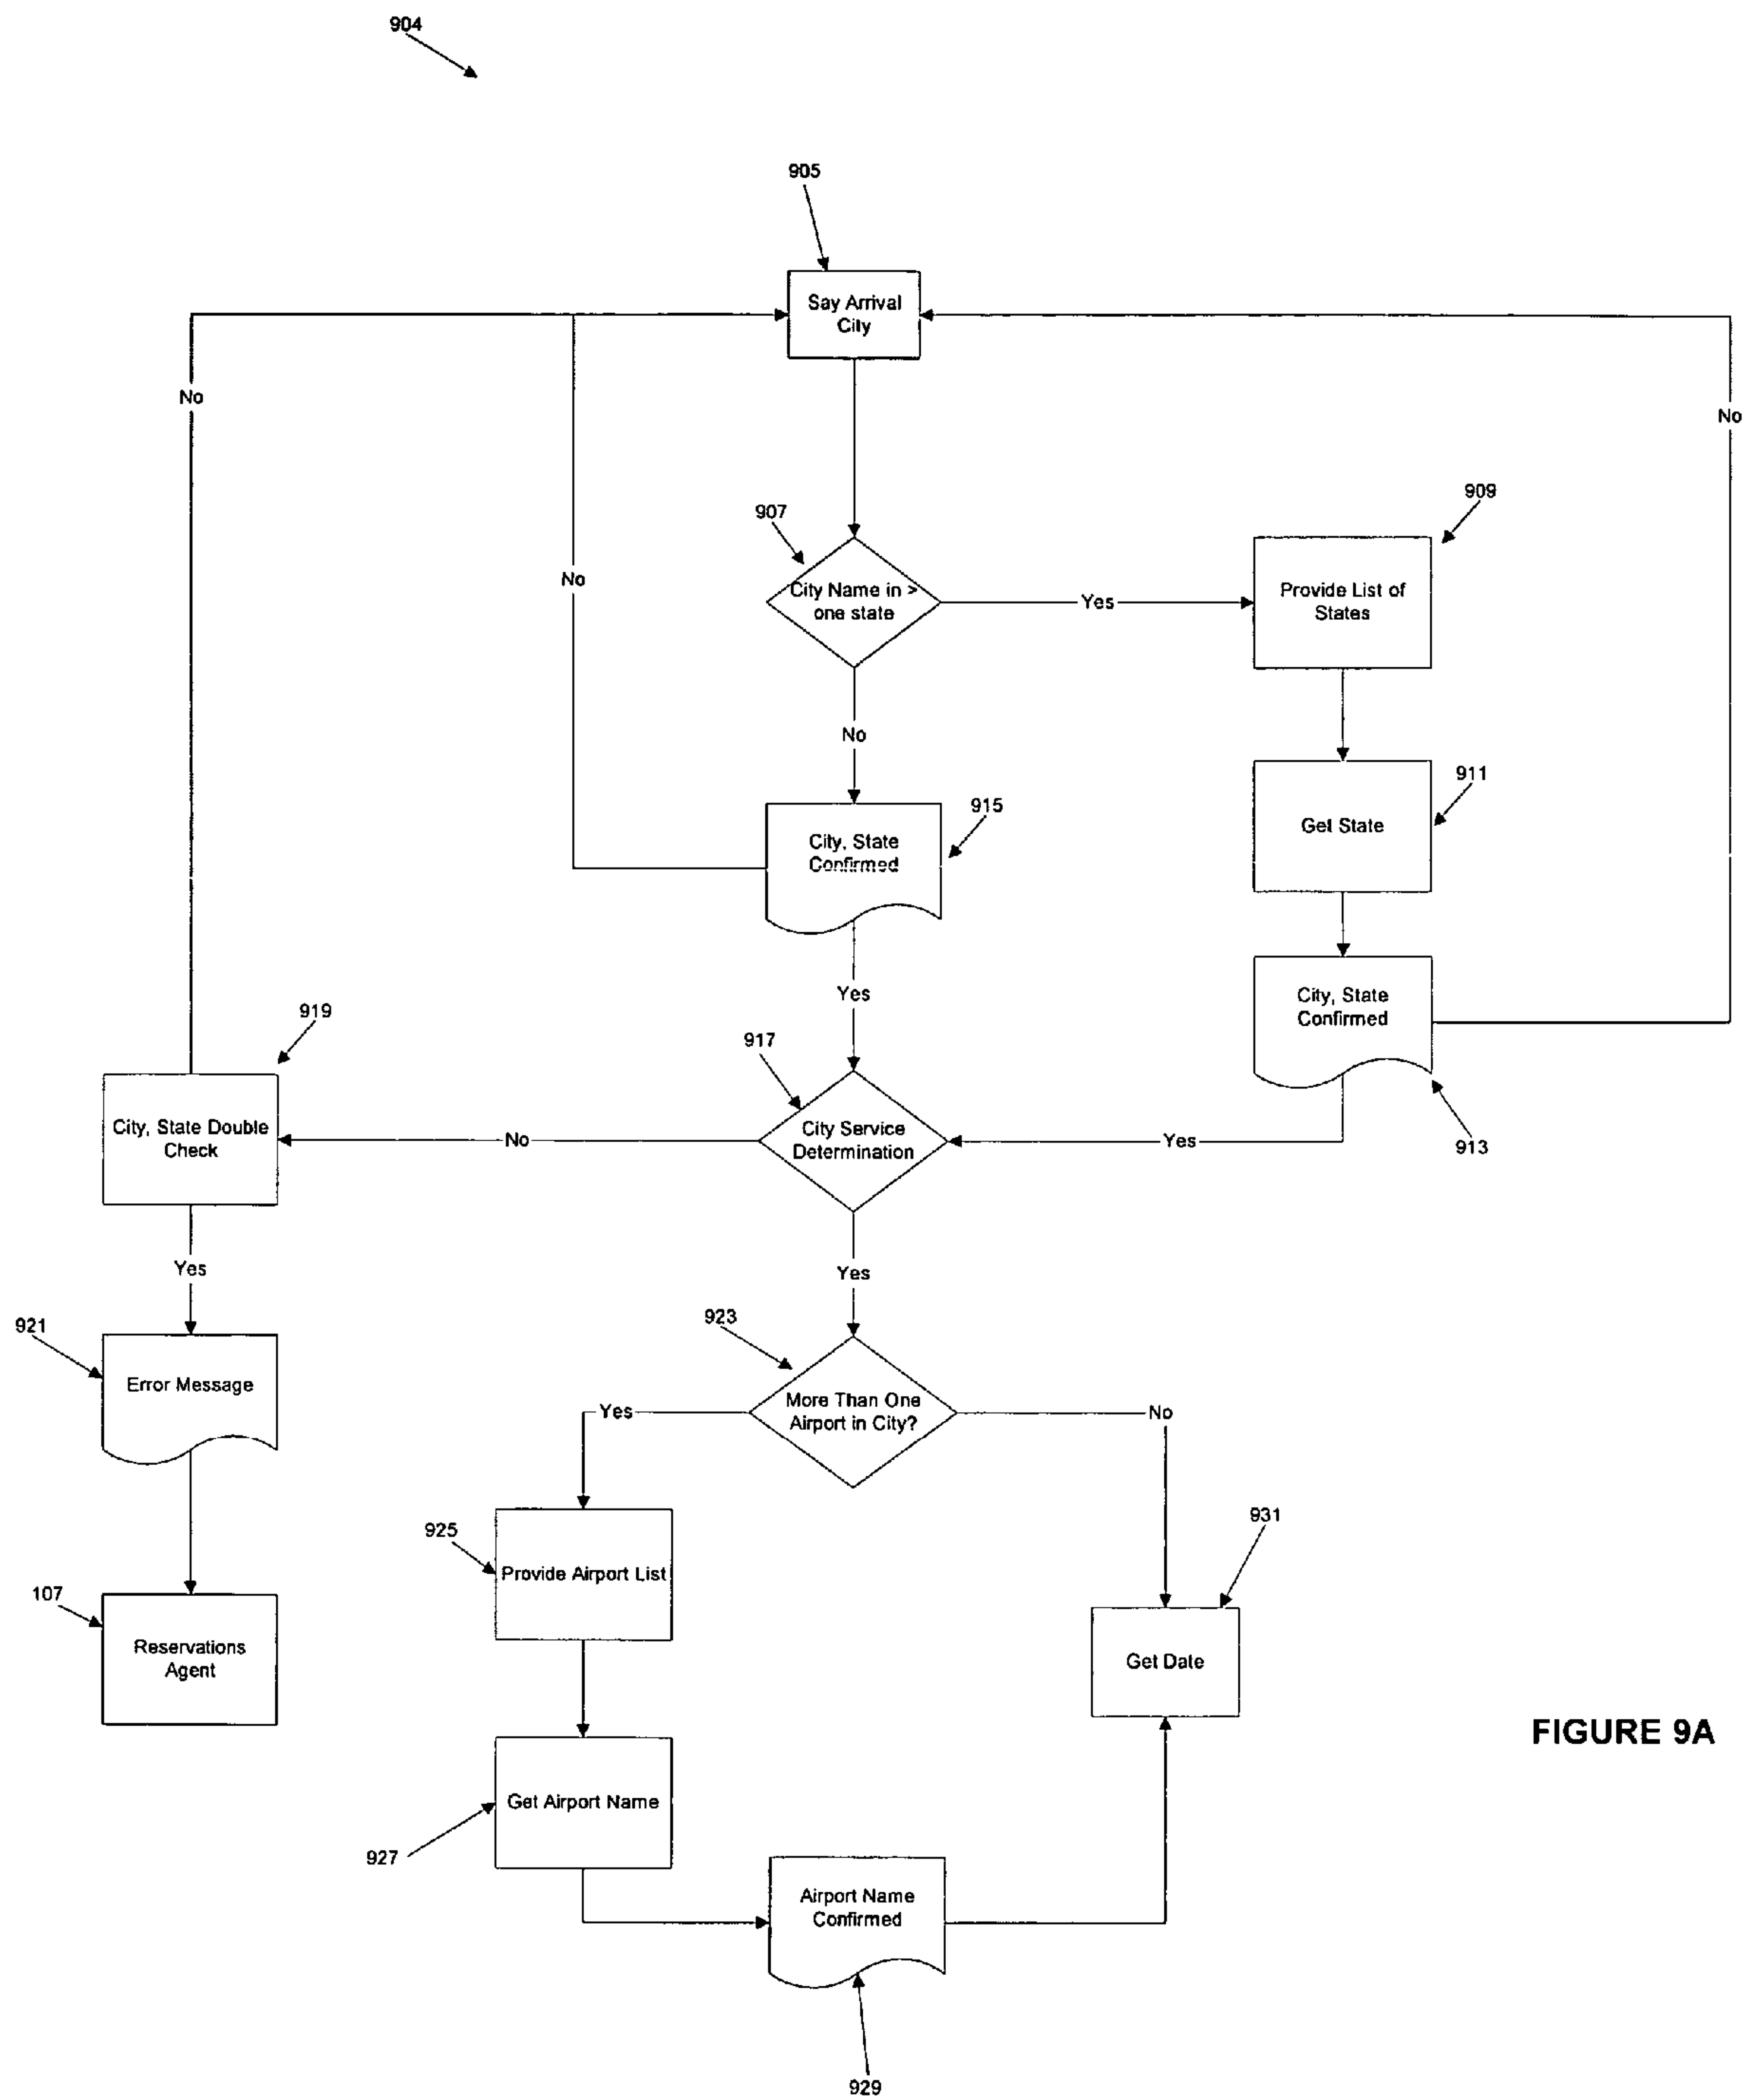 904
905
Say Arrival
City
No
No
909
907
No
City Name in >
one state
Yes
Provide List of
States
No
911
915
Get State
City, State
Confirmed
Yes
City, State
Confirmed
919
917
City, State Double
Check
No
City Service
Determination
Yes
913
Yes
Yes
921
923
Error Message
More Than One
Airport in City?
Yes
No
931
925
Provide Airport List
107
Reservations
Agent
Get Date
FIGURE 9A
Get Airport Name
927
Airport Name
Confirmed
929